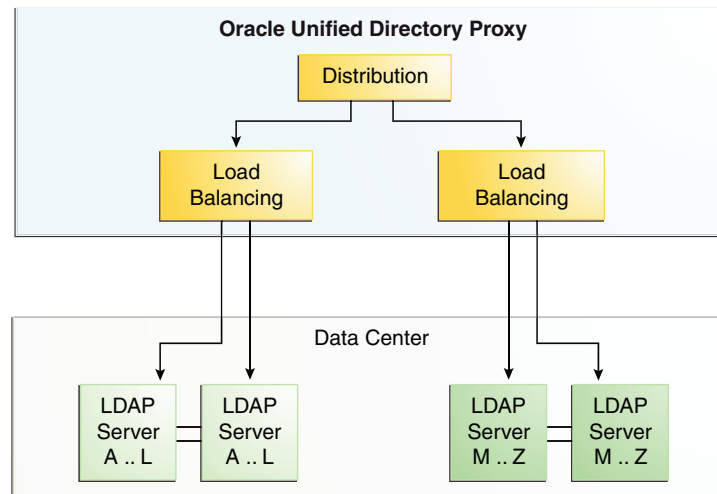 Oracle Unified Directory Proxy
Distribution
Load
Balancing
Load
Balancing
Data Center
LDAP
Server
A .. L
LDAP
Server
A .. L
LDAP
Server
M .. Z
LDAP
Server
M .. Z